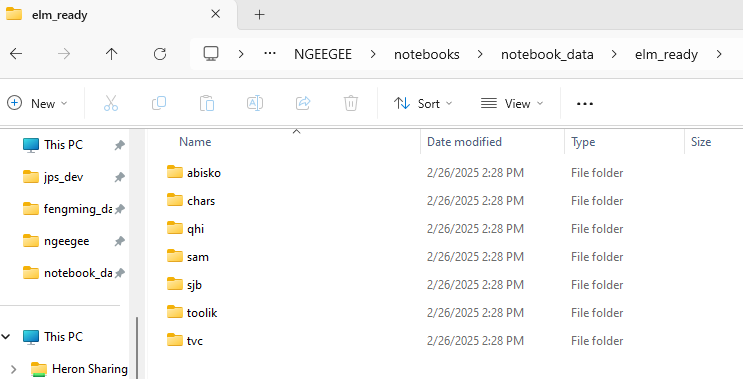 elm_ready
NGEEGEE notebooks notebook_data elm_ready
New Sort View
Name Date modified Type Size
This PC
jps_dev
fengming_da
ngeegee
notebook_da
This PC
Heron Sharing
abisko 2/26/2025 2:28 PM File folder
chars 2/26/2025 2:28 PM File folder
qhi 2/26/2025 2:28 PM File folder
sam 2/26/2025 2:28 PM File folder
sjb 2/26/2025 2:28 PM File folder
toolik 2/26/2025 2:28 PM File folder
tvc 2/26/2025 2:28 PM File folder